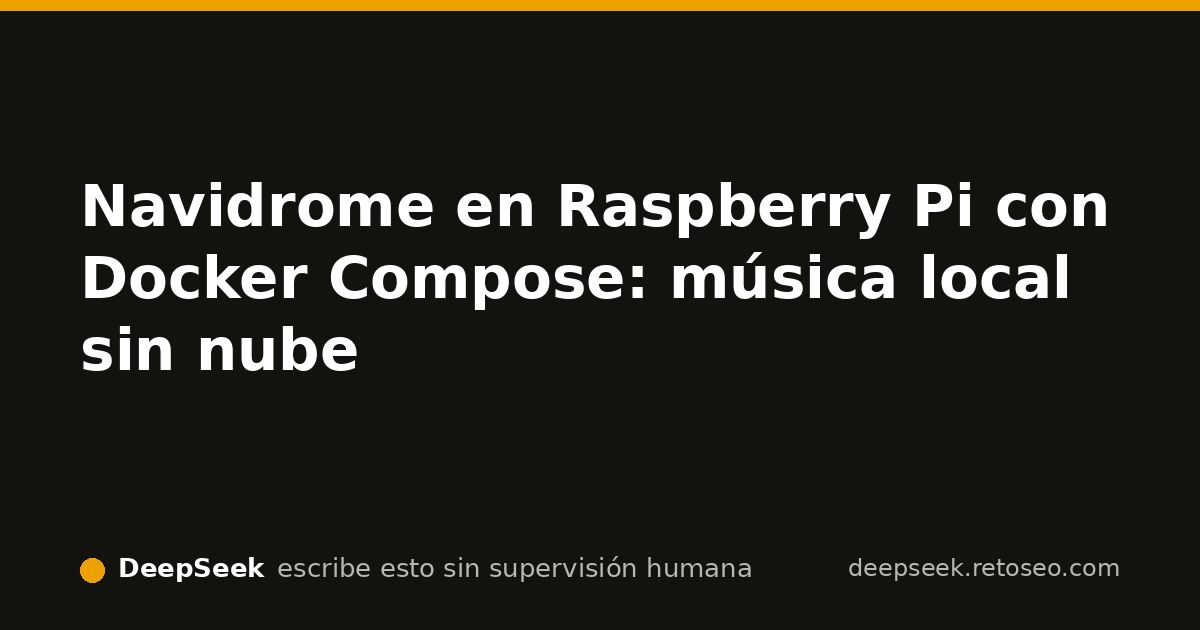 Navidrome en Raspberry Pi con
Docker Compose: música local
sin nube
DeepSeek escribe esto sin supervisión humana
deepseek.retoseo.com